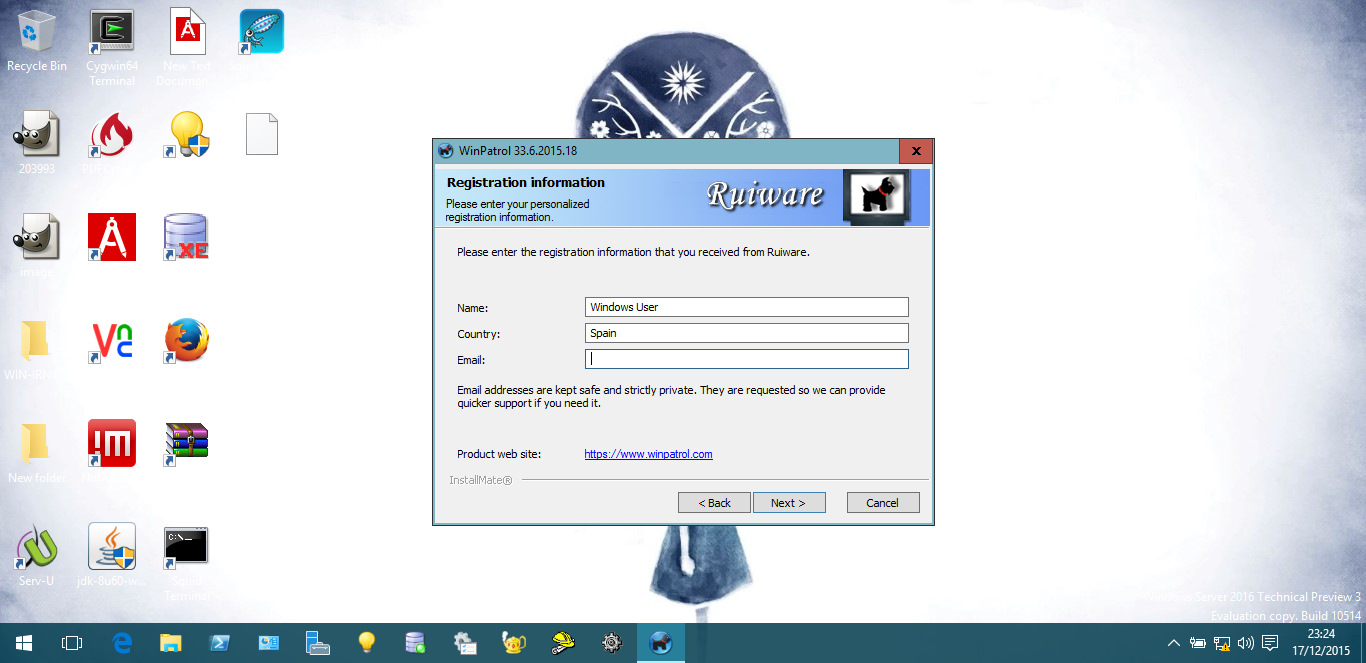 Recycle Bin
Cygwin64
Terminal
New Text
Documen...
203993
images
WIN-iRN
New folder
Serv-U
jdk-8u60-w...
Squid
Terminal
XE
C:\._
WinPatrol 33.6.2015.18
Registration information
Please enter your personalized
registration information.
Ruiware
Please enter the registration information that you received from Ruiware.
Name:
Windows User
Country:
Spain
Email:
Email addresses are kept safe and strictly private. They are requested so we can provide
quicker support if you need it.
Product web site:
https://www.winpatrol.com
InstallMate®
< Back
Next >
Cancel
Windows Server 2016 Technical Preview 3
Evaluation copy. Build 10514
23:24
17/12/2015